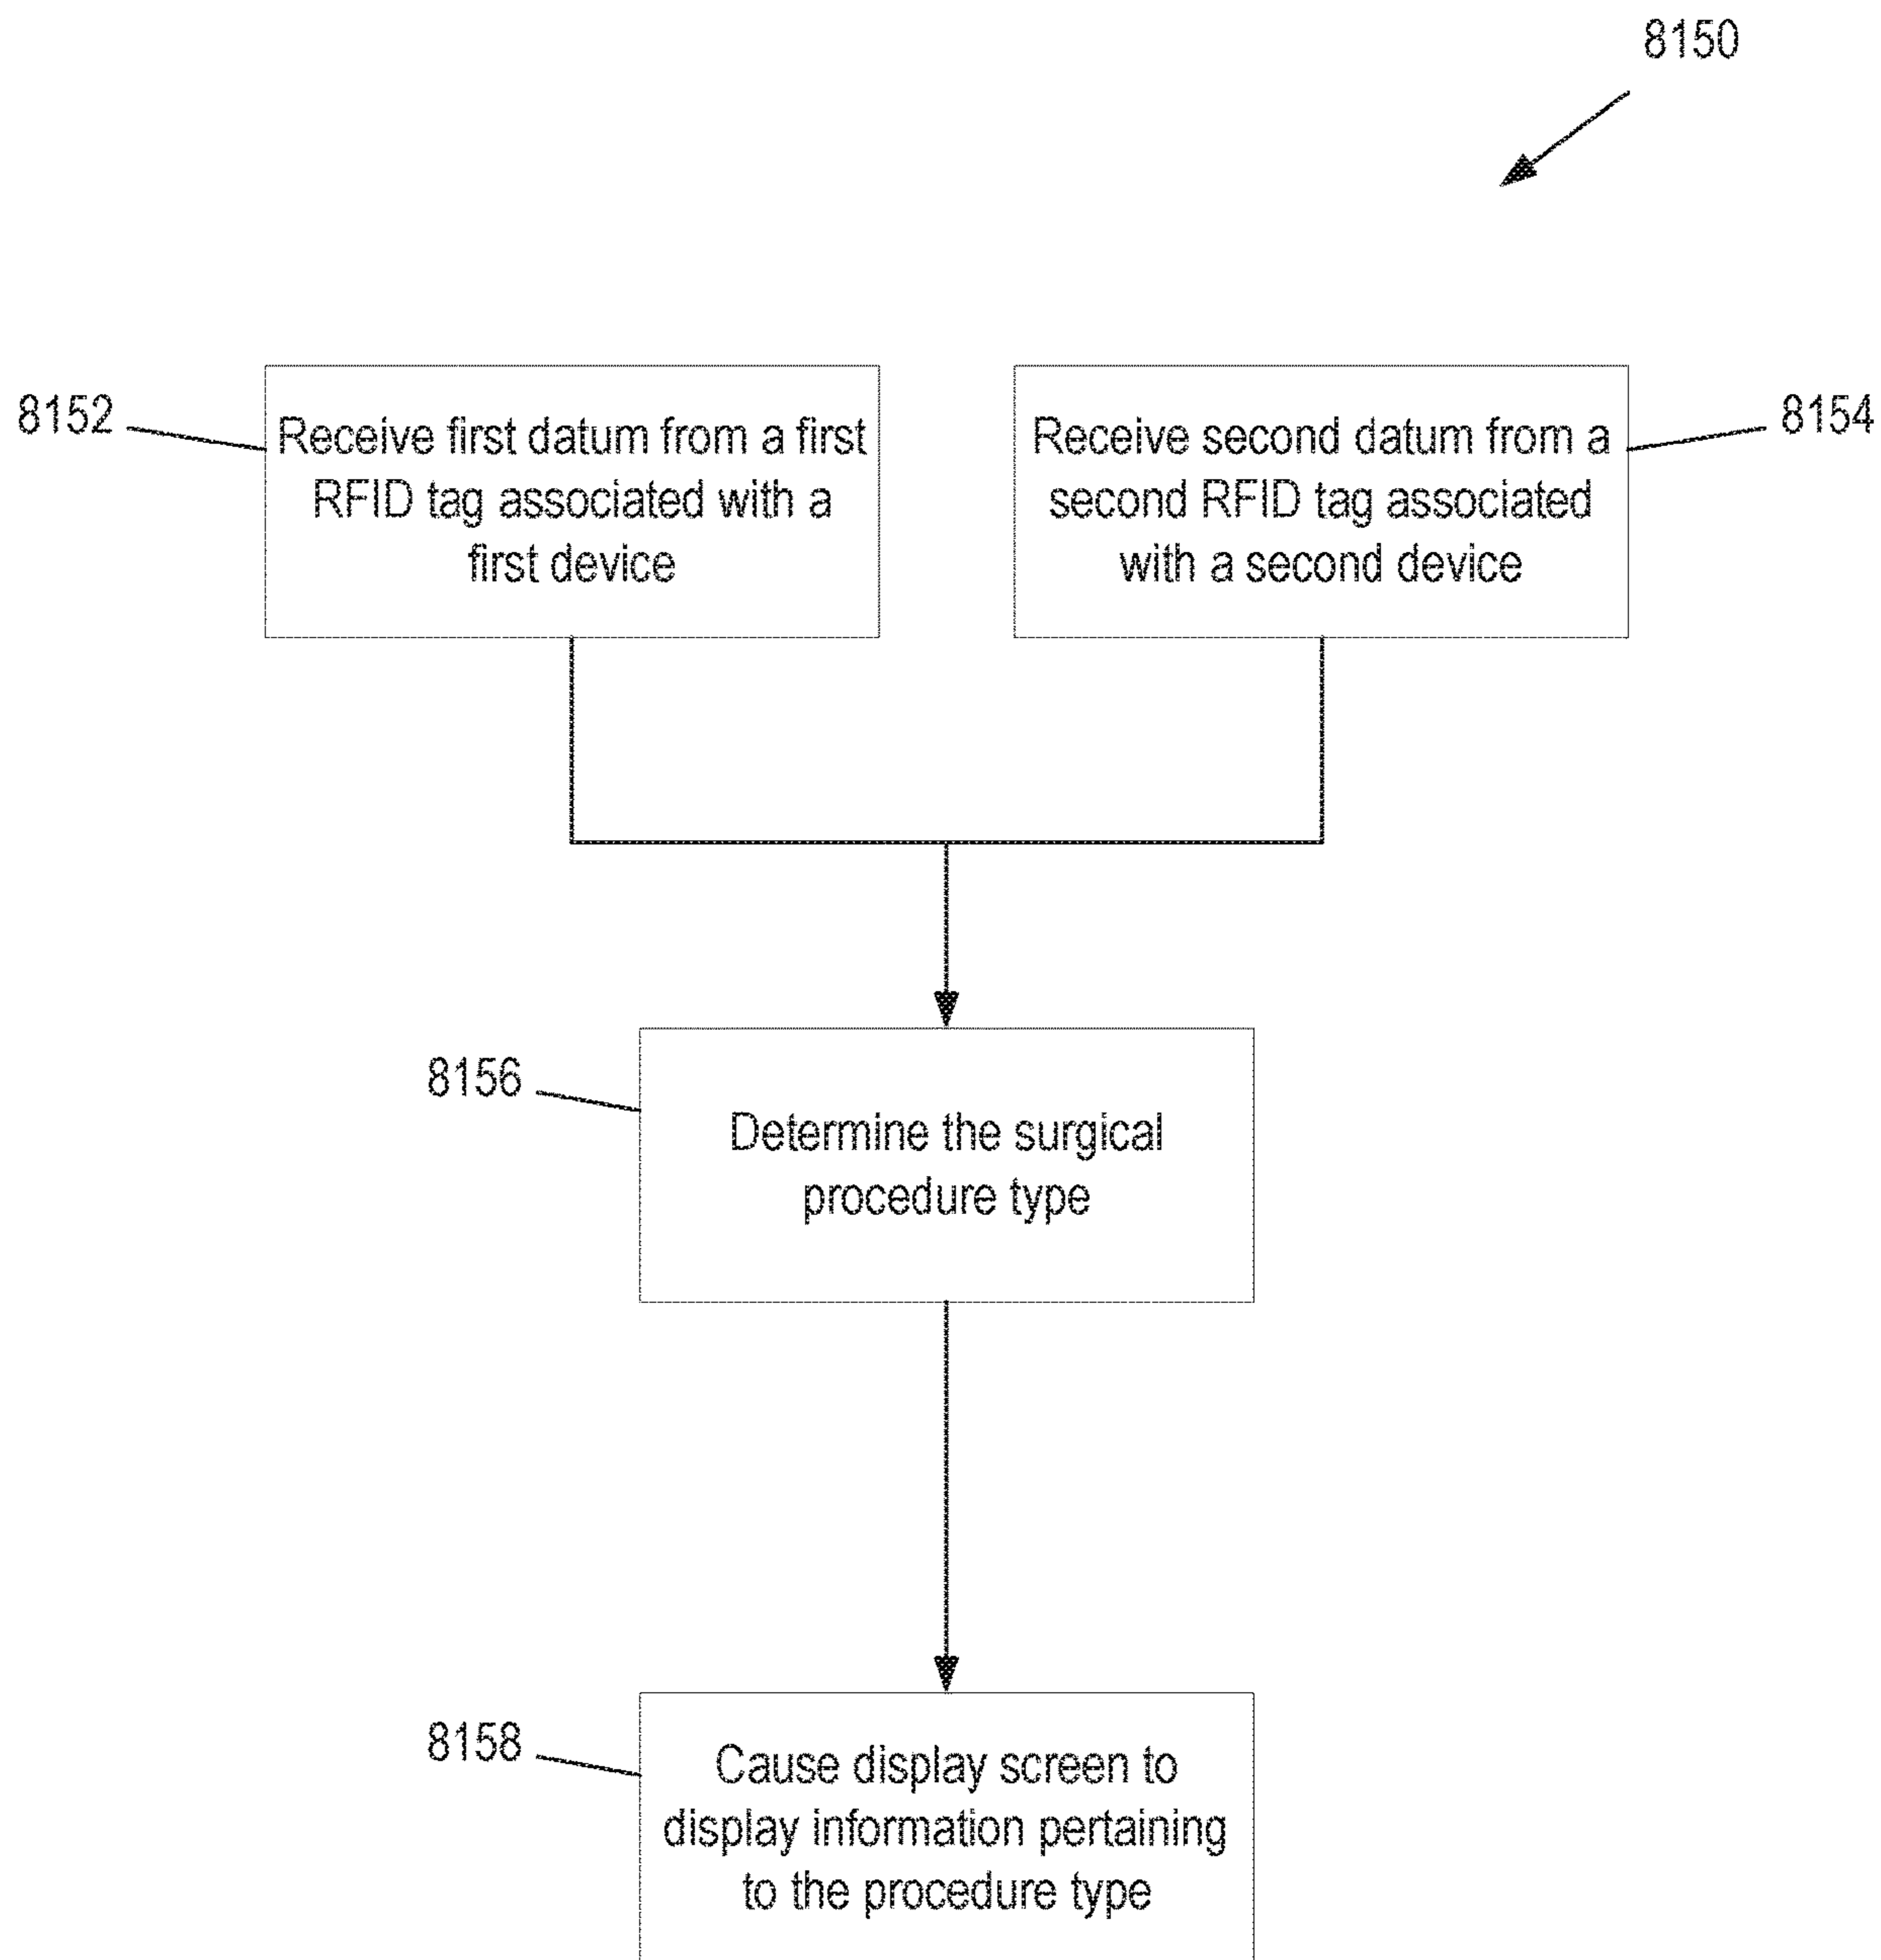 8150
8152
Receive first datum from a first
RFID tag associated with a
first device
Receive second datum from a
second RFID tag associated
with a second device
8154
8156
Determine the surgical
procedure type
8158
Cause display screen to
display information pertaining
to the procedure type